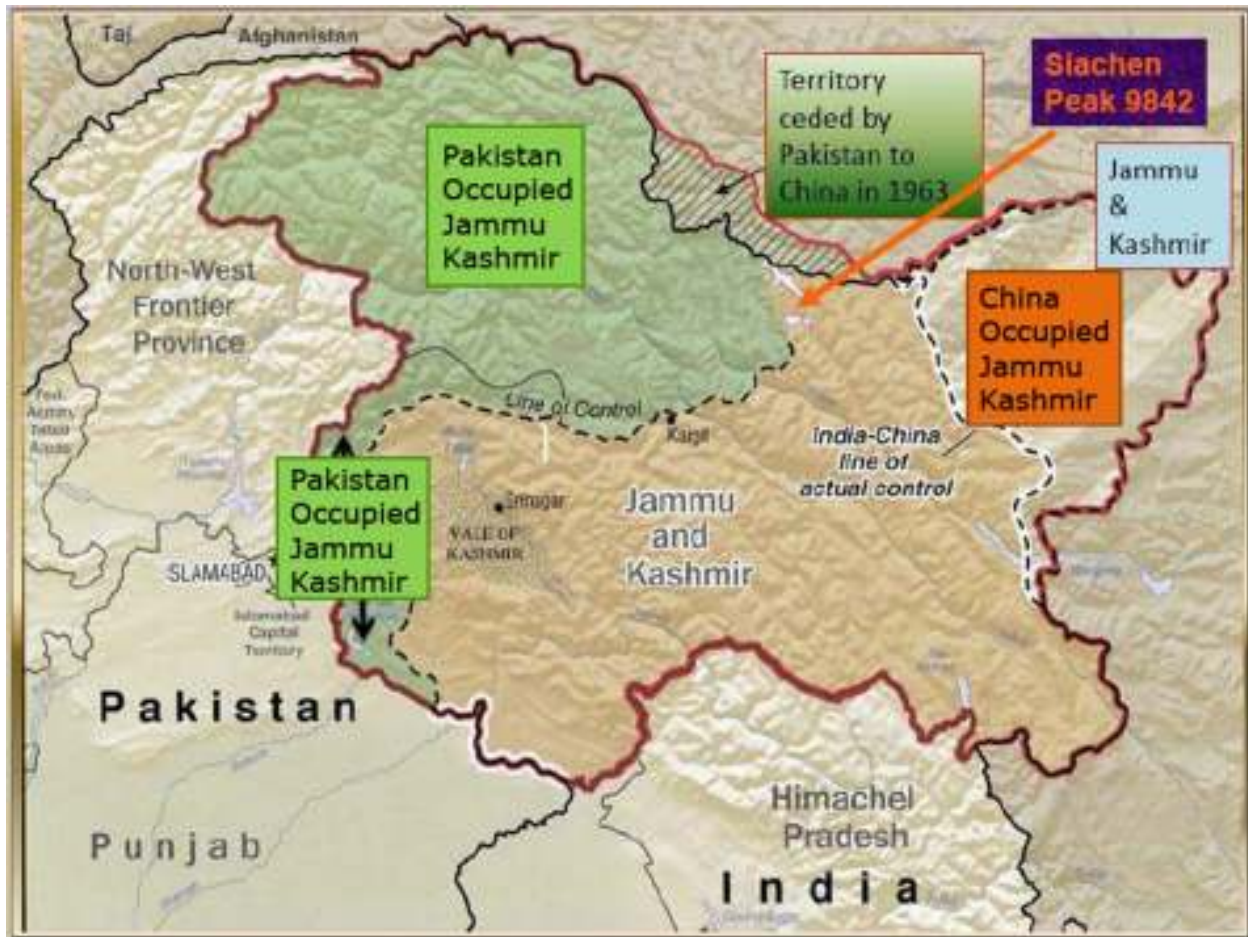 Taj.
Afghanistan
Territory
ceded by
Pakistan to
China in 1963
Siachen
Peak 9842
Jammu
&
Kashmir
Pakistan
Occupied
Jammu
Kashmir
North-West
Frontier
Province
China
Occupied
Jammu
Kashmir
Line of Control
Kargil
India-China
line of
actual control
Pakistan
Occupied
Jammu
Kashmir
Srinagar
VALE OF
KASHMIR
Jammu
and
Kashmir
SLAMABAD
Islamabad
Capital
Territory
Pakistan
Punjab
Himachel
Pradesh
India